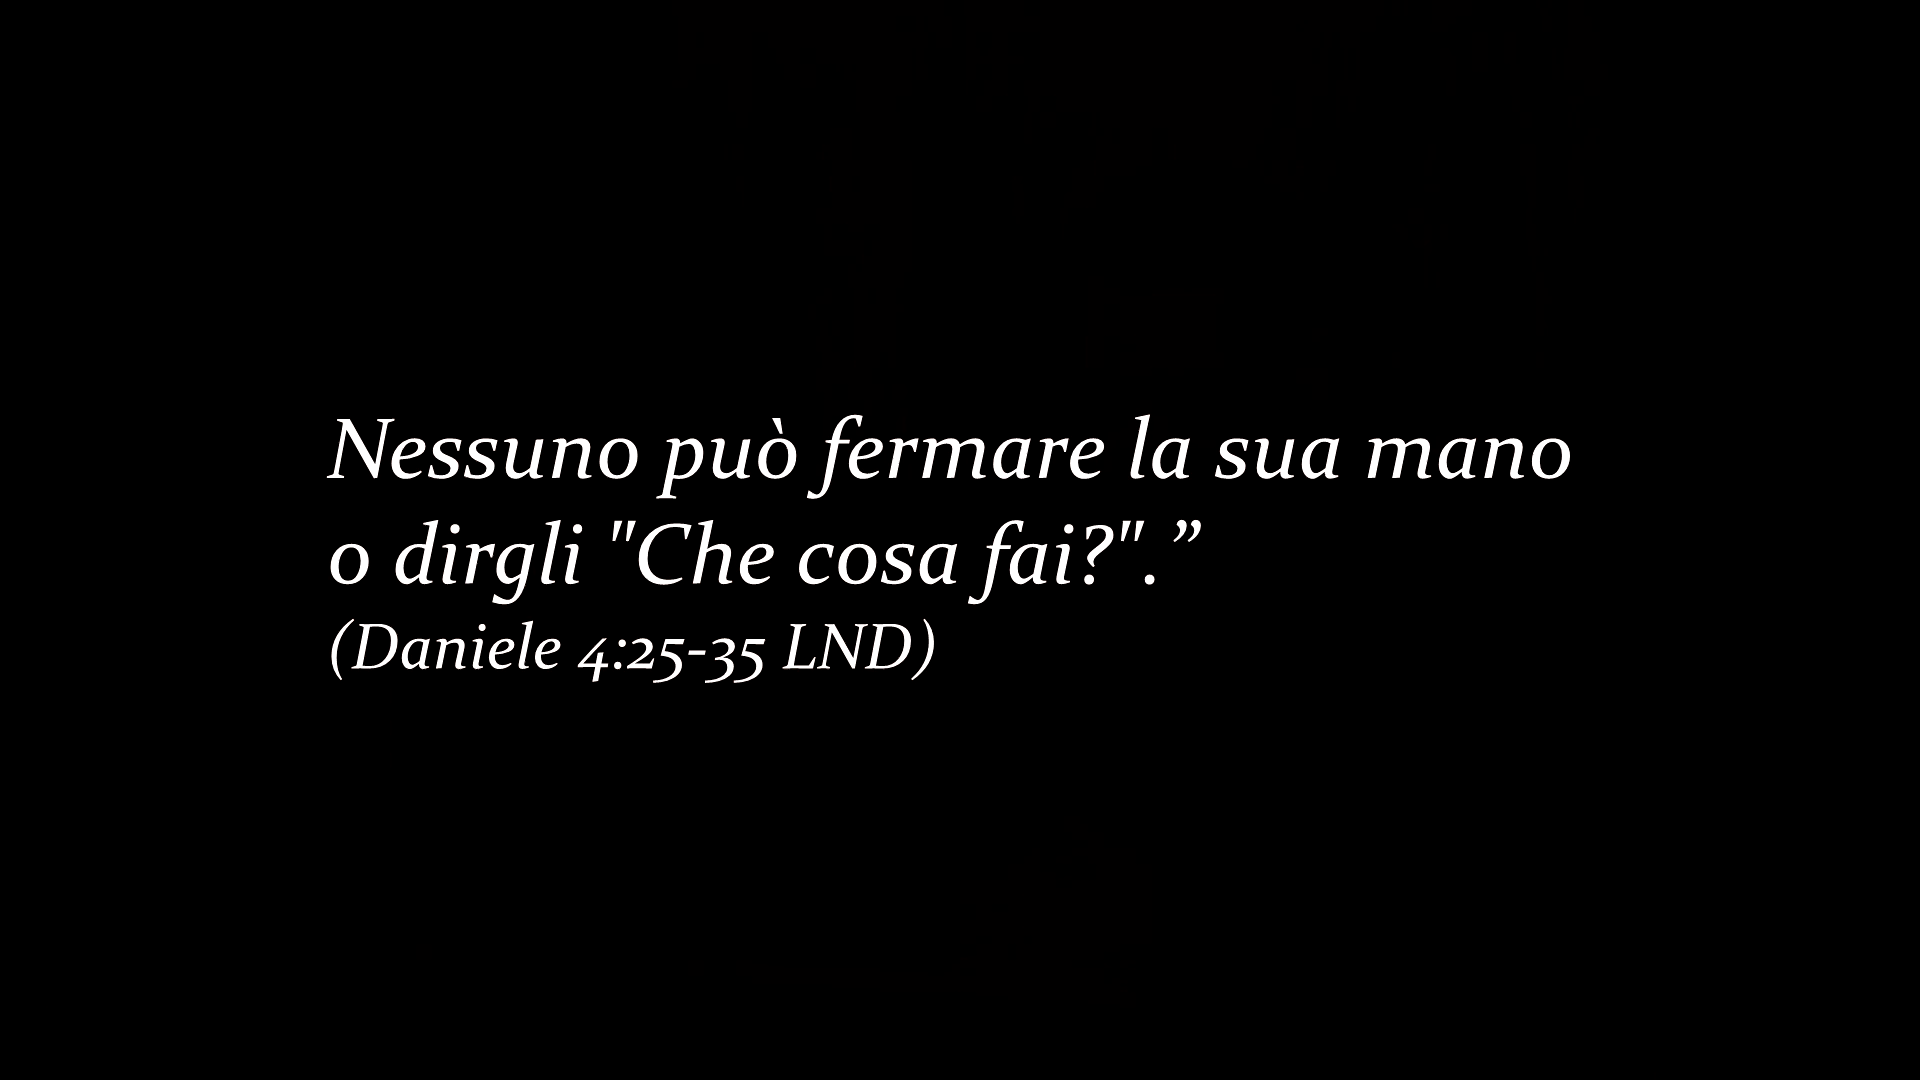 Nessuno può fermare la sua mano
o dirgli "Che cosa fai?".”
(Daniele 4:25-35 LND)